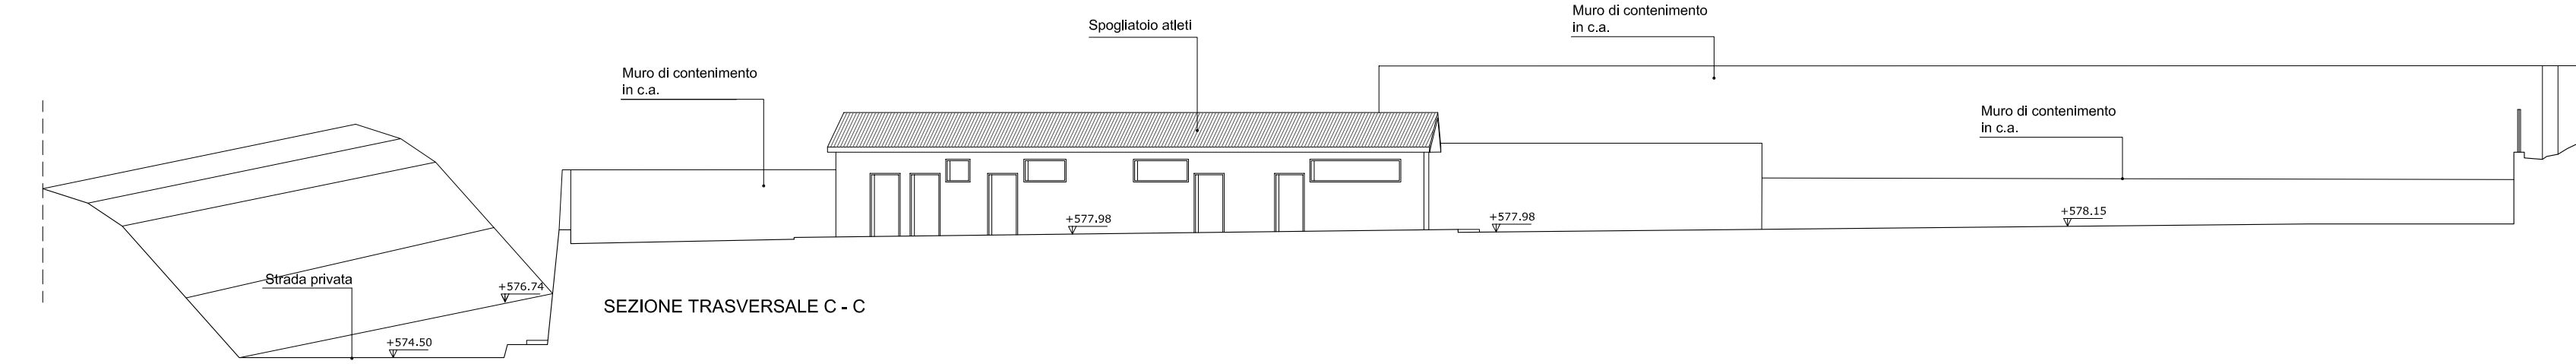 Muro di contenimento
in c.a.
Spogliatoio atleti
Muro di contenimento
in c.a.
Muro di contenimento
in c.a.
+577.98
+577.98
+578.15
Strada privata
+576.74
SEZIONE TRASVERSALE C - C
+574.50